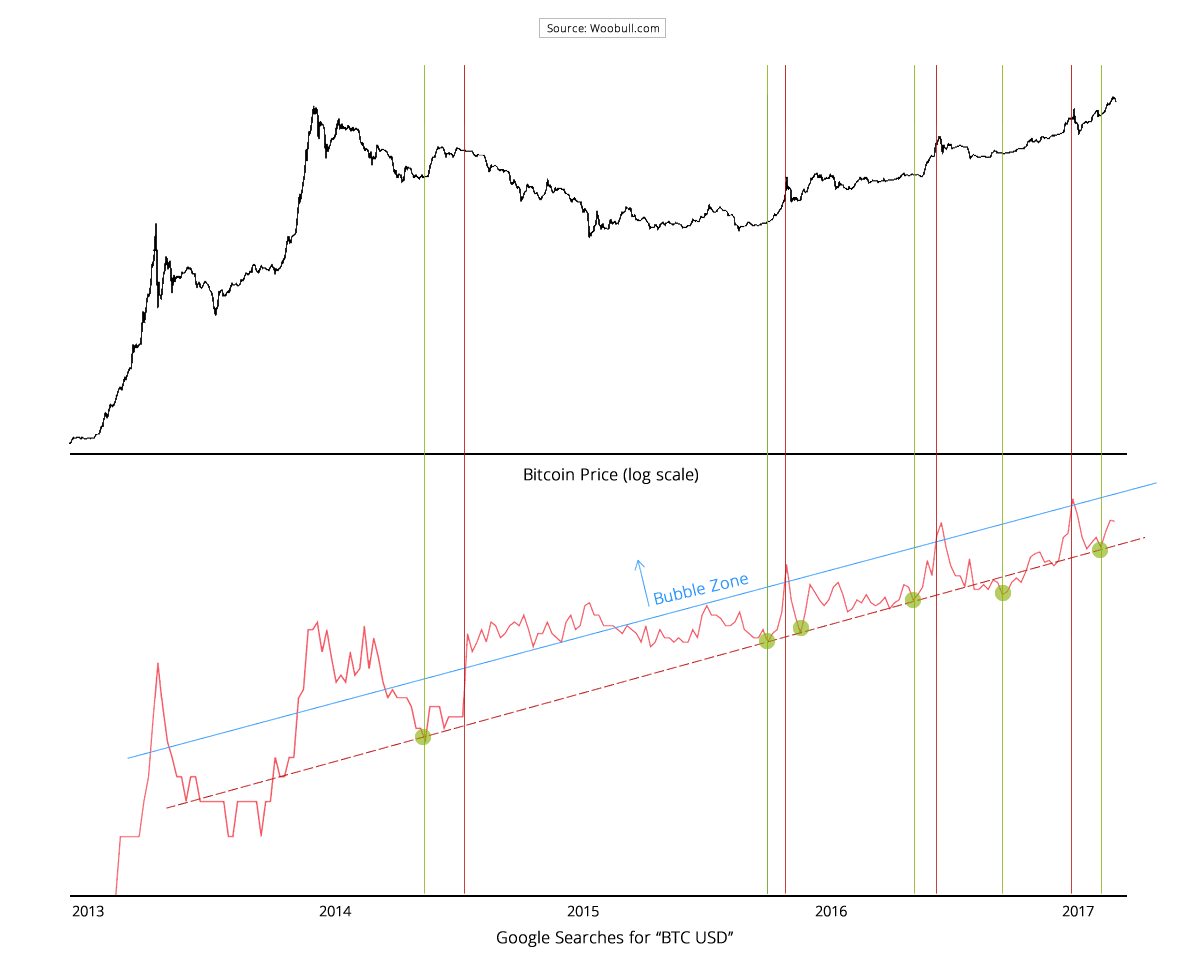 Source: Woobull.com
Bitcoin Price (log scale)
Bubble Zone
2013 2014 2015 2016 2017
Google Searches for “BTC USD”